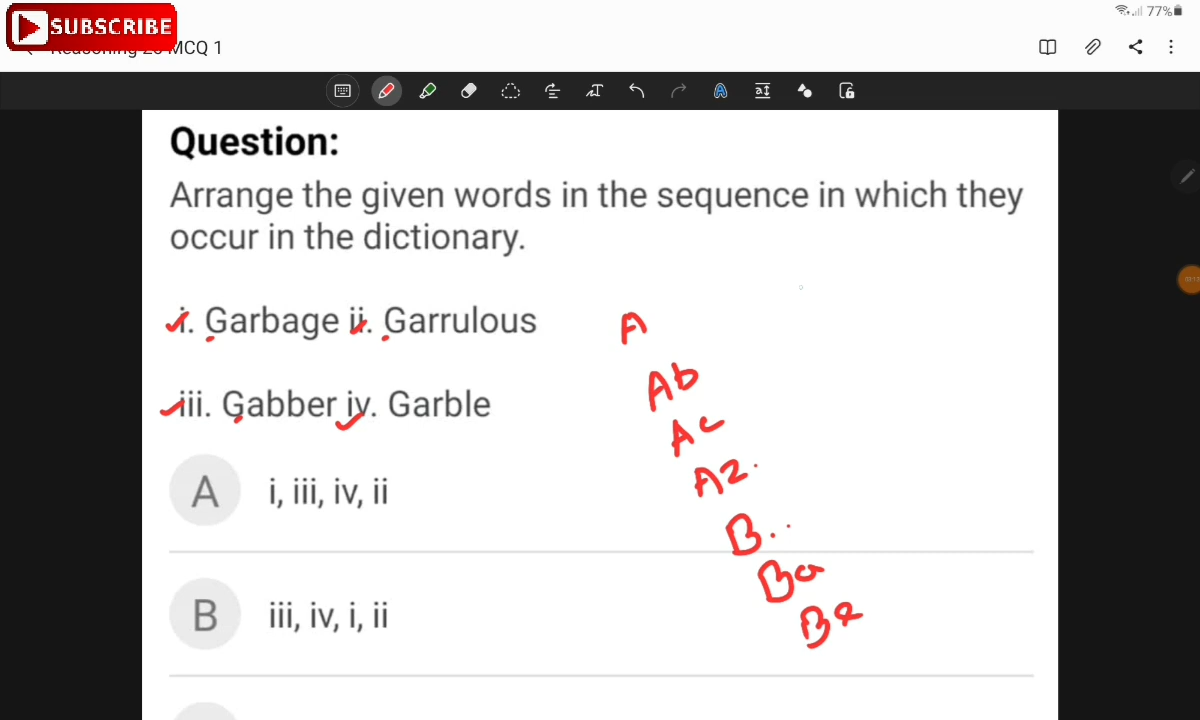 SUBSCRIBE
77%
MCQ 1
Question:
Arrange the given words in the sequence in which they
occur in the dictionary.
i. Garbage ii. Garrulous
iii. Gabber iv. Garble
A
Ab
Ac
Az.
B..
Ba
A i, iii, iv, ii
B iii, iv, i, ii